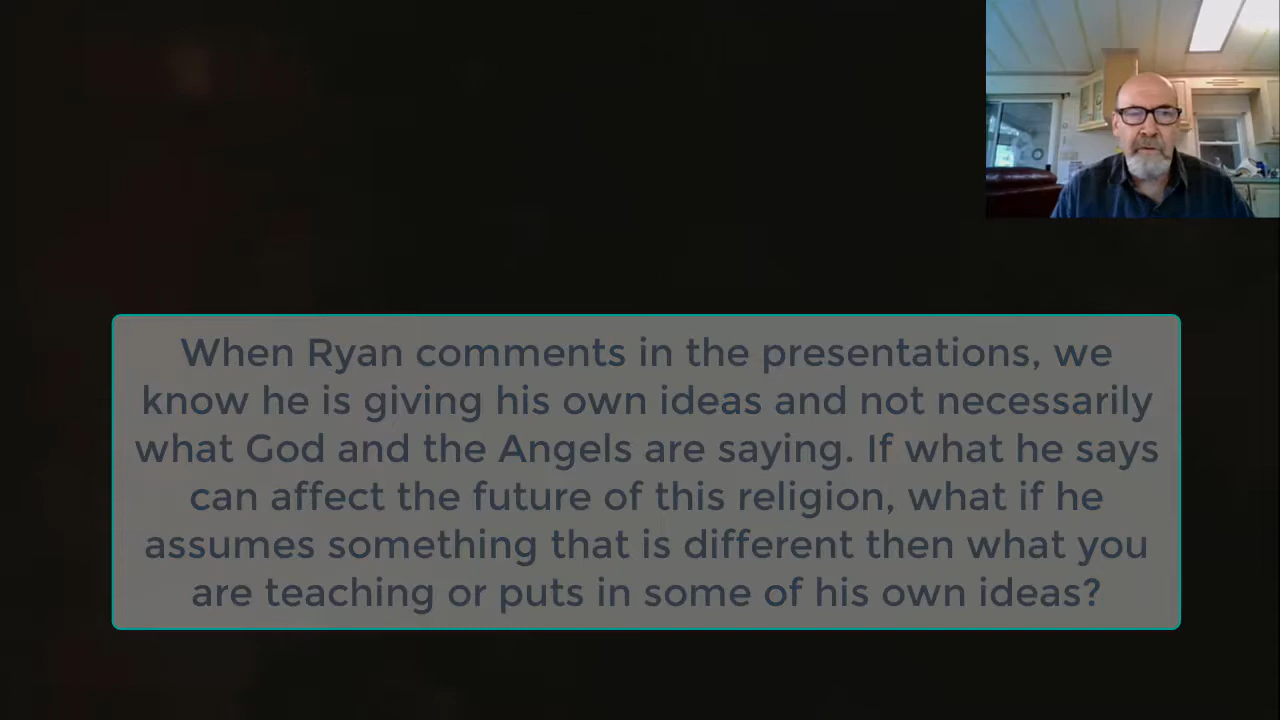 When Ryan comments in the presentations, we
know he is giving his own ideas and not necessarily
what God and the Angels are saying. If what he says
can affect the future of this religion, what if he
assumes something that is different then what you
are teaching or puts in some of his own ideas?